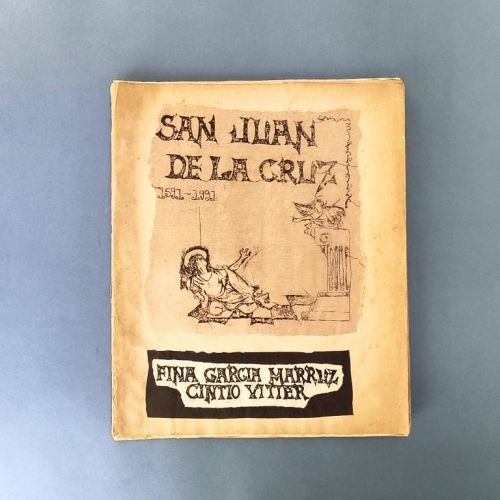 SAN JUAN
DE LA CRUZ
1591-1991
FINA GARCIA MARRUZ
CINTIO VITIER